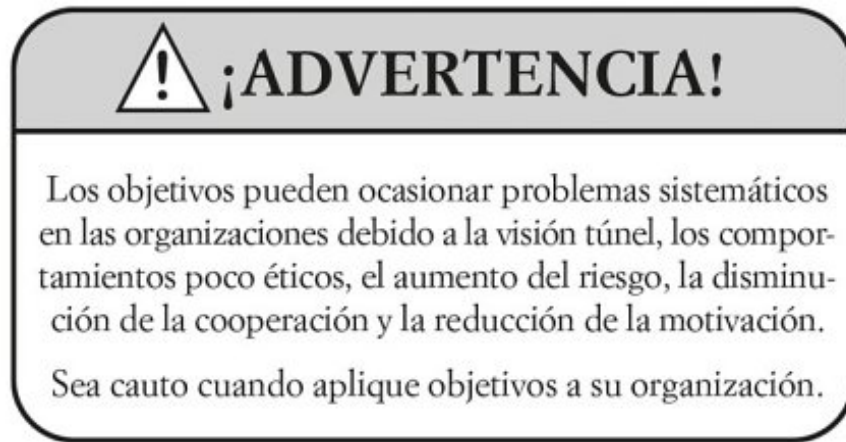 ¡ADVERTENCIA!
Los objetivos pueden ocasionar problemas sistemáticos
en las organizaciones debido a la visión túnel, los compor-
tamientos poco éticos, el aumento del riesgo, la disminu-
ción de la cooperación y la reducción de la motivación.
Sea cauto cuando aplique objetivos a su organización.